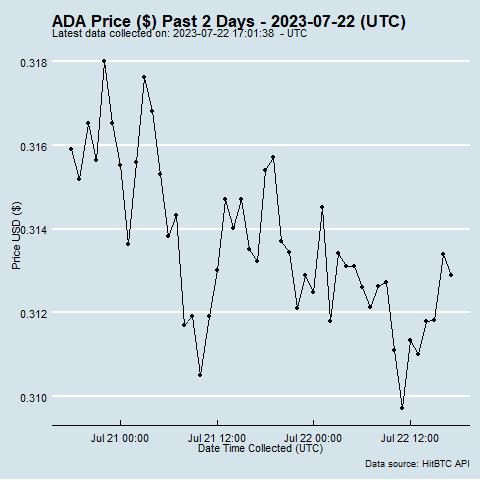 ADA Price ($) Past 2 Days - 2023-07-22 (UTC)
Latest data collected on: 2023-07-22 17:01:38 - UTC
0.318
0.316
0.314
0.312
0.310
Price USD ($)
Jul 21 00:00 Jul 21 12:00 Jul 22 00:00 Jul 22 12:00
Date Time Collected (UTC)
Data source: HitBTC API